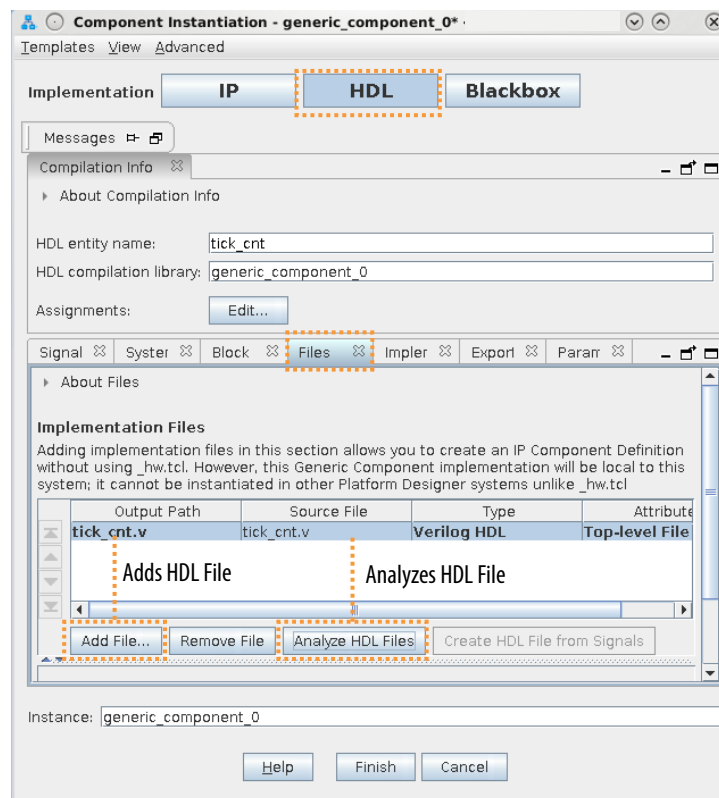 Component Instantiation - generic_component_0*
Templates View Advanced
Implementation IP HDL Blackbox
Messages
Compilation Info
About Compilation Info
HDL entity name: tick_cnt
HDL compilation library: generic_component_0
Assignments: Edit...
Signal Syster Block Files Impler Export Param
About Files
Implementation Files
Adding implementation files in this section allows you to create an IP Component Definition
without using _hw.tcl. However, this Generic Component implementation will be local to this
system; it cannot be instantiated in other Platform Designer systems unlike _hw.tcl
Output Path Source File Type Attribute
tick_cnt.v tick_cnt.v Verilog HDL Top-level File
Adds HDL File Analyzes HDL File
Add File... Remove File Analyze HDL Files Create HDL File from Signals
Instance: generic_component_0
Help Finish Cancel